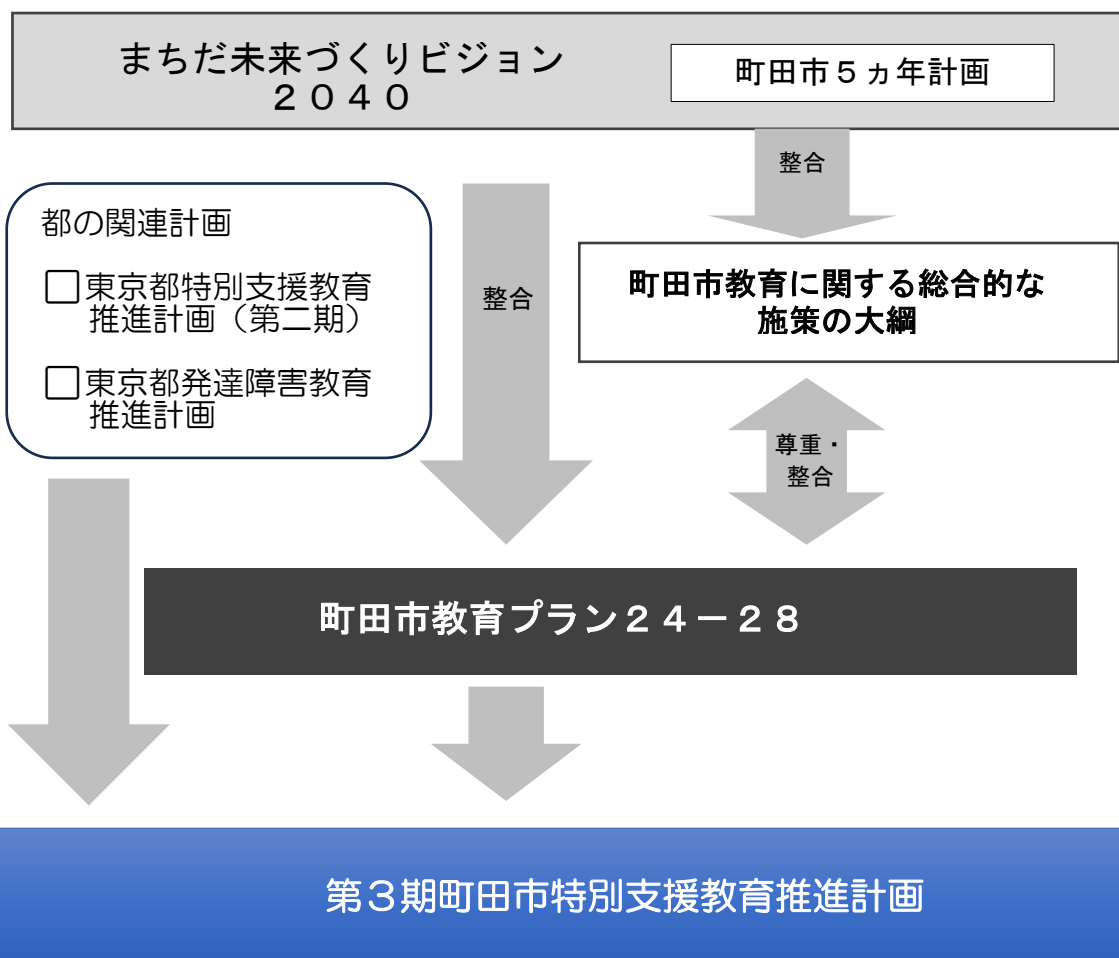 まちだ未来づくりビジョン
２０４０
町田市５ヵ年計画
整合
都の関連計画
□東京都特別支援教育
推進計画（第二期）
□東京都発達障害教育
推進計画
整合
町田市教育に関する総合的な
施策の大綱
尊重・
整合
町田市教育プラン２４－２８
第３期町田市特別支援教育推進計画